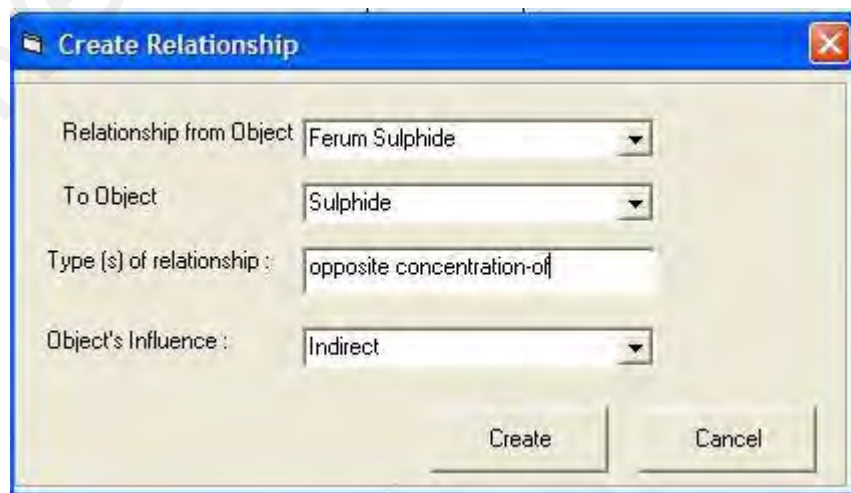 Create Relationship
Relationship from Object Ferum Sulphide
To Object Sulphide
Type (s) of relationship : opposite concentration-of
Object's Influence : Indirect
Create Cancel